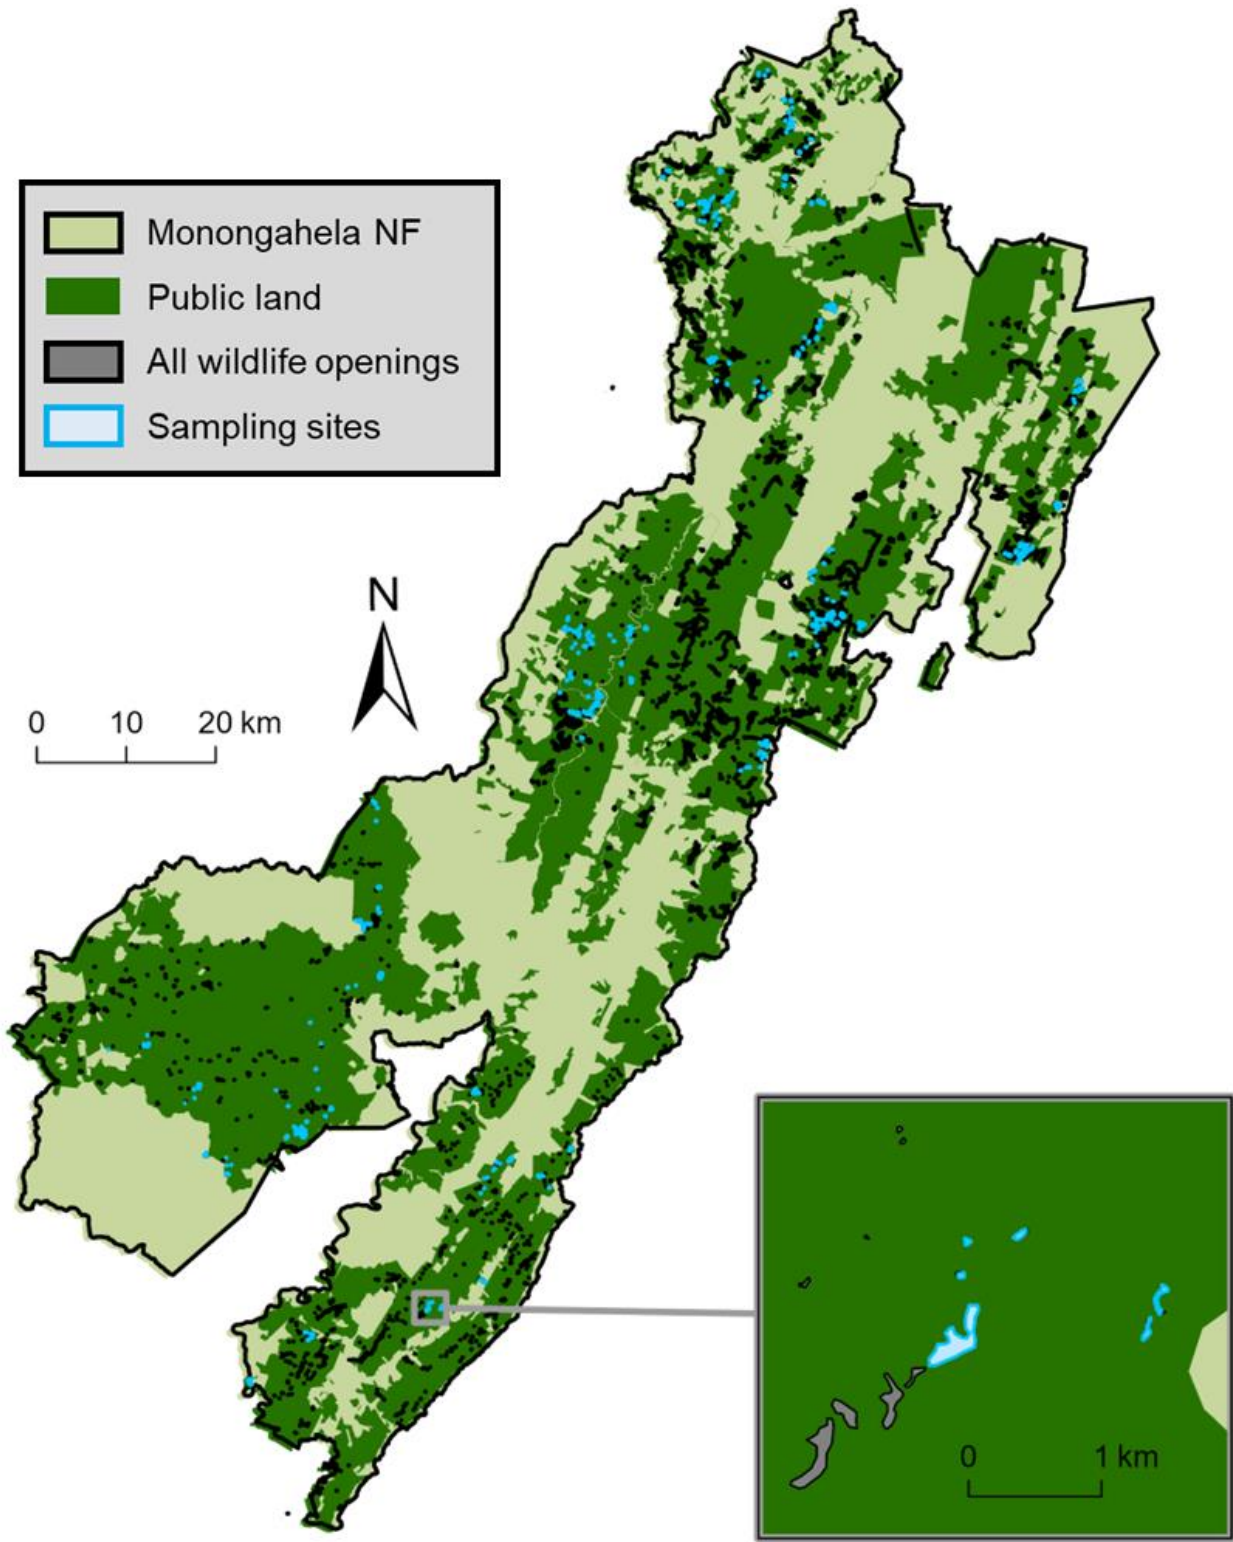 Monongahela NF
Public land
All wildlife openings
Sampling sites
N
0 10 20 km
0 1 km